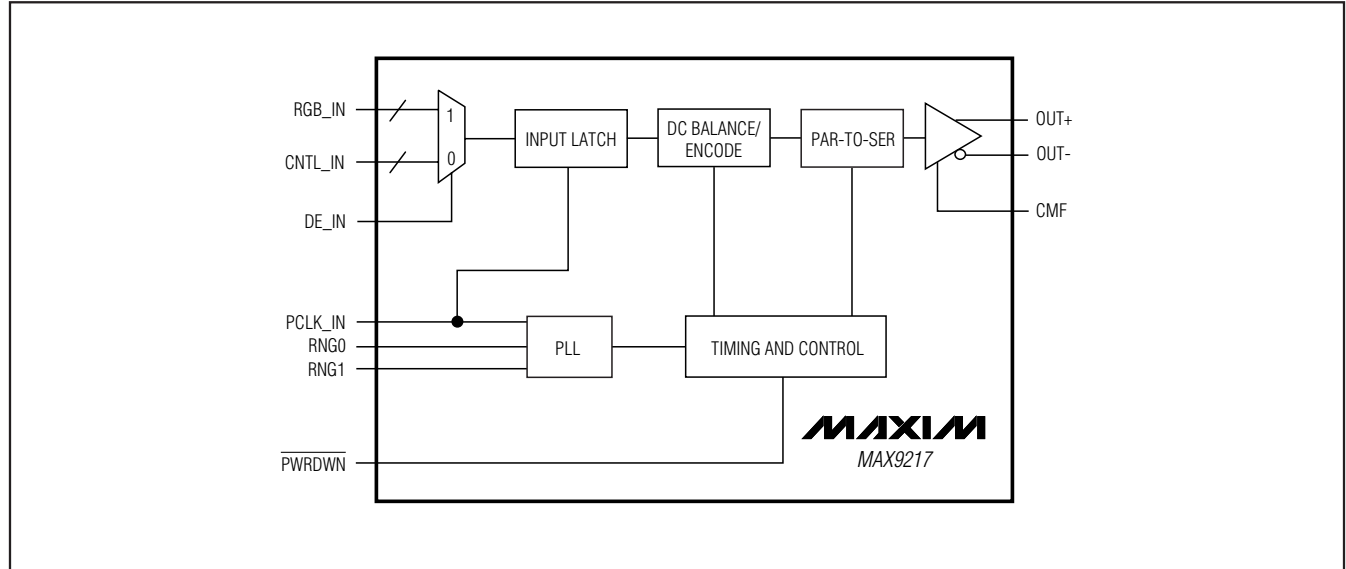 RGB_IN
1
CNTL_IN
0
DE_IN
INPUT LATCH
DC BALANCE/
ENCODE
PAR-TO-SER
OUT+
OUT-
CMF
PCLK_IN
RNG0
RNG1
PLL
TIMING AND CONTROL
PWRDWN
MAXIM
MAX9217